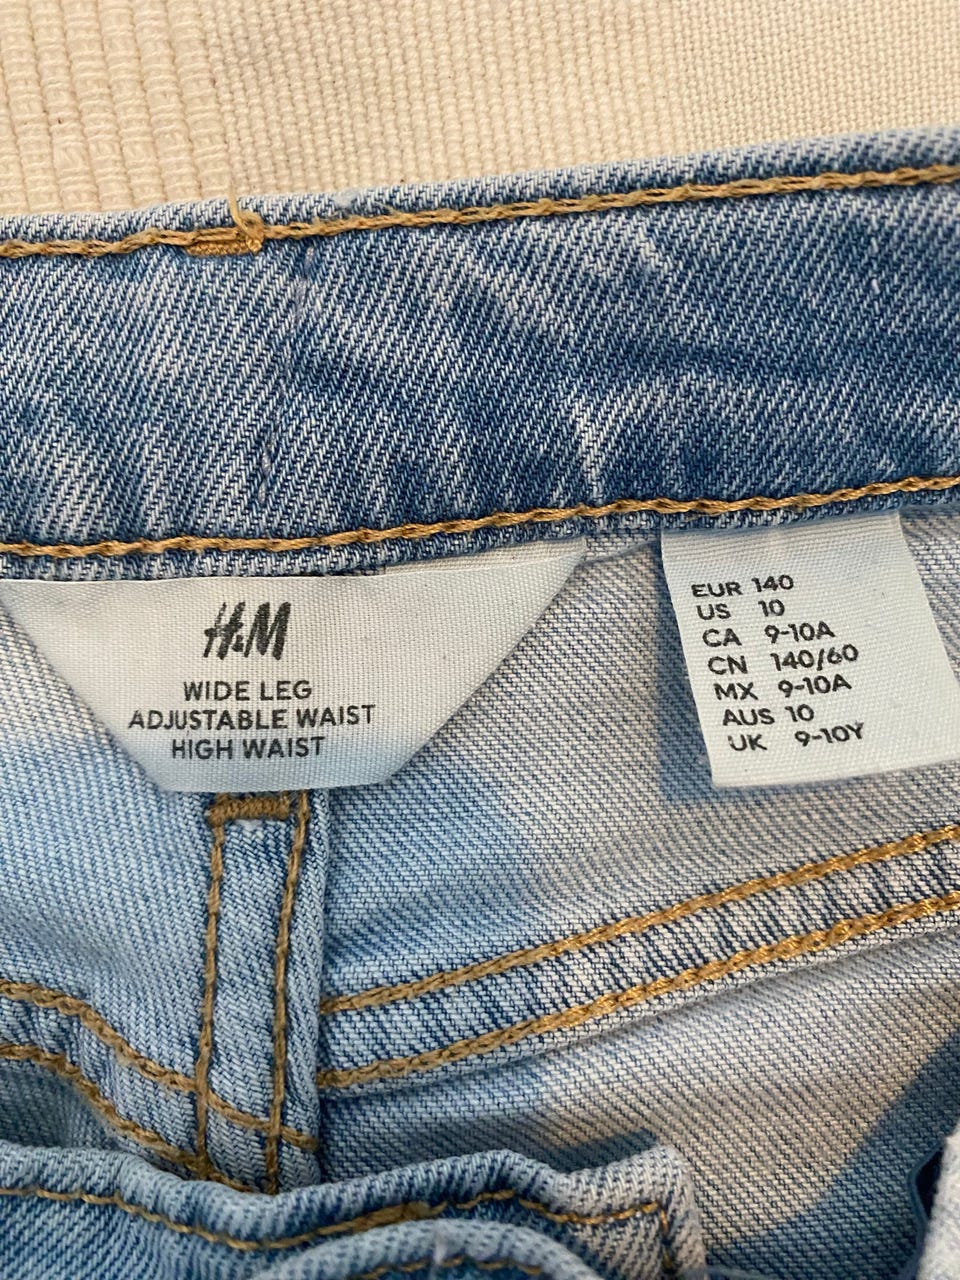 H&M
WIDE LEG
ADJUSTABLE WAIST
HIGH WAIST
EUR 140
US 10
CA 9-10A
CN 140/60
MX 9-10A
AUS 10
UK 9-10Y